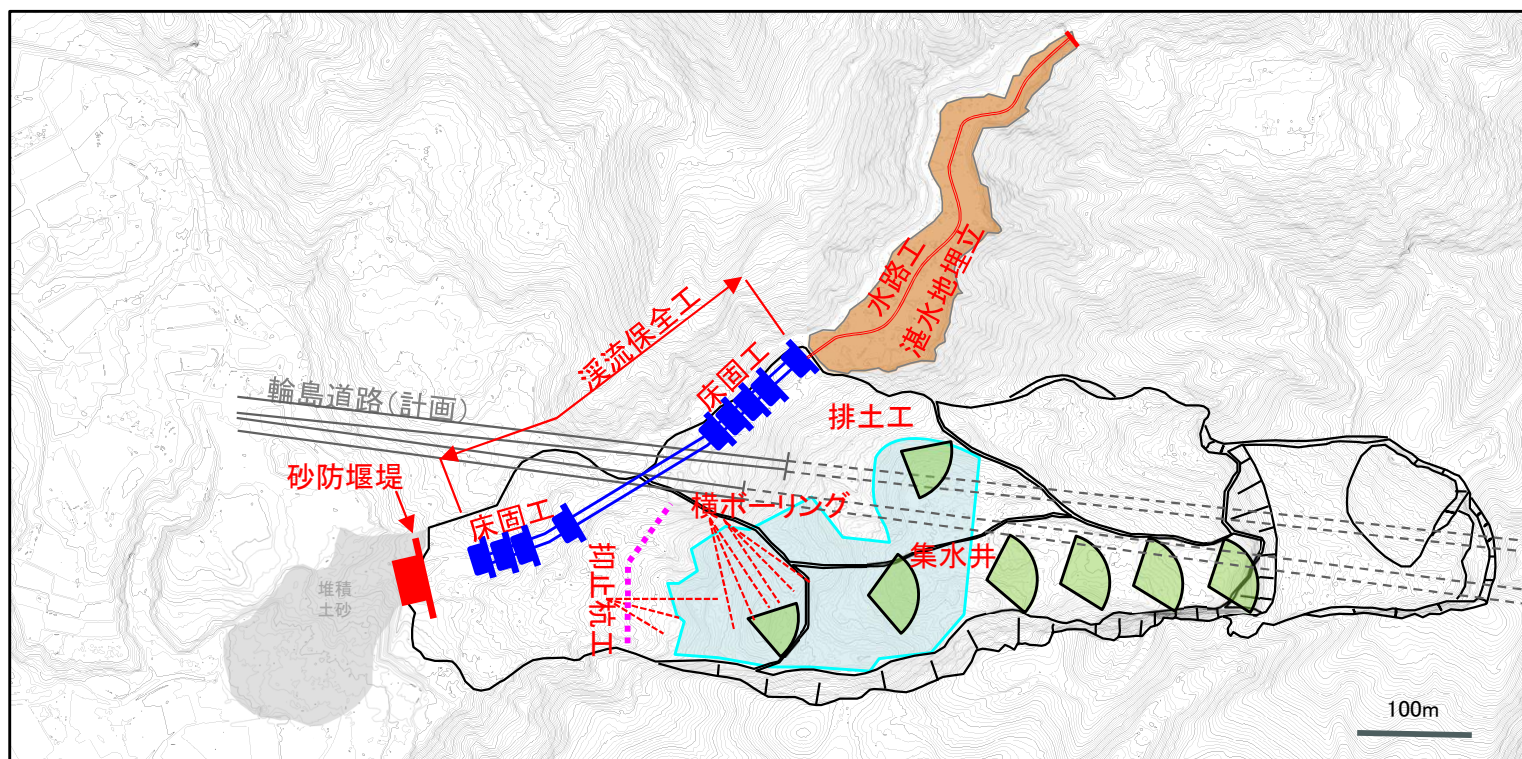 水路工
湛水地埋立
渓流保全工
床固工
輪島道路(計画)
排土工
砂防堰堤
横ボーリング
床固工
集水井
抑止杭工
堆積
土砂
100m